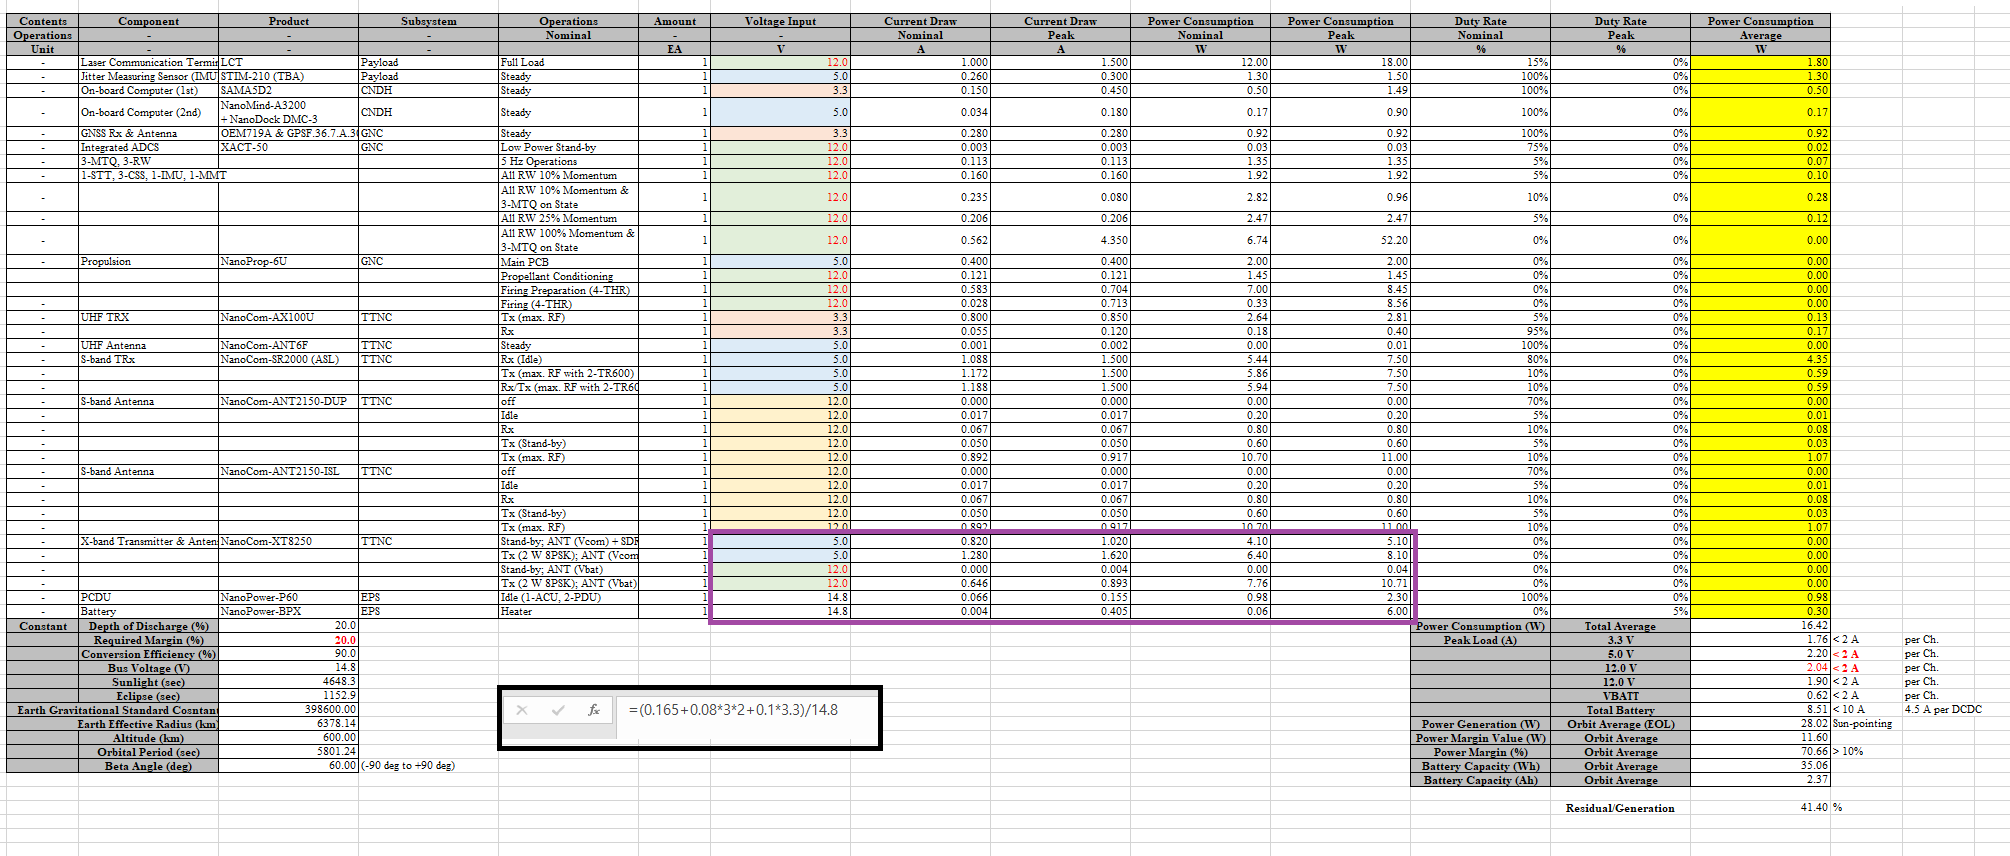 Contents Component Product Subsystem Operations Amount Voltage Input Current Draw Current Draw Power Consumption Power Consumption Duty Rate Duty Rate Power Consumption
Operations - - - Nominal - - Nominal Peak Nominal Peak Nominal Peak Average
Unit - - - EA V A A W W % % W
- Laser Communication Termin LCT Payload Full Load 1 12.0 1.000 1.500 12.00 18.00 15% 0% 1.80
- Jitter Measuring Sensor (IMU STIM-210 (TBA) Payload Steady 1 5.0 0.260 0.300 1.30 1.50 100% 0% 1.30
- On-board Computer (1st) SAMA5D2 CNDH Steady 1 3.3 0.150 0.450 0.50 1.49 100% 0% 0.50
- On-board Computer (2nd) NanoMind-A3200 + NanoDock DMC-3 CNDH Steady 1 5.0 0.034 0.180 0.17 0.90 100% 0% 0.17
- GNSS Rx & Antenna OEM719A & GPSF.36.7.A.3 GNC Steady 1 3.3 0.280 0.280 0.92 0.92 100% 0% 0.92
- Integrated ADCS XACT-50 GNC Low Power Stand-by 1 12.0 0.003 0.003 0.03 0.03 75% 0% 0.02
- 3-MTQ, 3-RW 5 Hz Operations 1 12.0 0.113 0.113 1.35 1.35 5% 0% 0.07
- 1-STT, 3-CSS, 1-IMU, 1-MMT All RW 10% Momentum 1 12.0 0.160 0.160 1.92 1.92 5% 0% 0.10
- All RW 10% Momentum & 3-MTQ on State 1 12.0 0.235 0.080 2.82 0.96 10% 0% 0.28
- All RW 25% Momentum 1 12.0 0.206 0.206 2.47 2.47 5% 0% 0.12
- All RW 100% Momentum & 3-MTQ on State 1 12.0 0.562 4.350 6.74 52.20 0% 0% 0.00
- Propulsion NanoProp-6U GNC Main PCB 1 5.0 0.400 0.400 2.00 2.00 0% 0% 0.00
Propellant Conditioning 1 12.0 0.121 0.121 1.45 1.45 0% 0% 0.00
Firing Preparation (4-THR) 1 12.0 0.583 0.704 7.00 8.45 0% 0% 0.00
- Firing (4-THR) 1 12.0 0.028 0.713 0.33 8.56 0% 0% 0.00
- UHF TRX NanoCom-AX100U TTNC Tx (max. RF) 1 3.3 0.800 0.850 2.64 2.81 5% 0% 0.13
- Rx 1 3.3 0.055 0.120 0.18 0.40 95% 0% 0.17
- UHF Antenna NanoCom-ANT6F TTNC Steady 1 5.0 0.001 0.002 0.00 0.01 100% 0% 0.00
- S-band TRx NanoCom-SR2000 (ASL) TTNC Rx (Idle) 1 5.0 1.088 1.500 5.44 7.50 80% 0% 4.35
- Tx (max. RF with 2-TR600) 1 5.0 1.172 1.500 5.86 7.50 10% 0% 0.59
- Rx/Tx (max. RF with 2-TR60 1 5.0 1.188 1.500 5.94 7.50 10% 0% 0.59
- S-band Antenna NanoCom-ANT2150-DUP TTNC off 1 12.0 0.000 0.000 0.00 0.00 70% 0% 0.00
- Idle 1 12.0 0.017 0.017 0.20 0.20 5% 0% 0.01
- Rx 1 12.0 0.067 0.067 0.80 0.80 10% 0% 0.08
- Tx (Stand-by) 1 12.0 0.050 0.050 0.60 0.60 5% 0% 0.03
- Tx (max. RF) 1 12.0 0.892 0.917 10.70 11.00 10% 0% 1.07
- S-band Antenna NanoCom-ANT2150-ISL TTNC off 1 12.0 0.000 0.000 0.00 0.00 70% 0% 0.00
- Idle 1 12.0 0.017 0.017 0.20 0.20 5% 0% 0.01
- Rx 1 12.0 0.067 0.067 0.80 0.80 10% 0% 0.08
- Tx (Stand-by) 1 12.0 0.050 0.050 0.60 0.60 5% 0% 0.03
- Tx (max. RF) 1 12.0 0.892 0.917 10.70 11.00 10% 0% 1.07
- X-band Transmitter & Anten NanoCom-XT8250 TTNC Stand-by; ANT (Vcom) + SDR 1 5.0 0.820 1.020 4.10 5.10 0% 0% 0.00
- Tx (2 W 8PSK); ANT (Vcom 1 5.0 1.280 1.620 6.40 8.10 0% 0% 0.00
- Stand-by; ANT (Vbat) 1 12.0 0.000 0.004 0.00 0.04 0% 0% 0.00
- Tx (2 W 8PSK); ANT (Vbat) 1 12.0 0.646 0.893 7.76 10.71 0% 0% 0.00
- PCDU NanoPower-P60 EPS Idle (1-ACU, 2-PDU) 1 14.8 0.066 0.155 0.98 2.30 100% 0% 0.98
- Battery NanoPower-BPX EPS Heater 1 14.8 0.004 0.405 0.06 6.00 0% 5% 0.30
Constant Depth of Discharge (%) 20.0 Power Consumption (W) Total Average 16.42
Required Margin (%) 20.0 Peak Load (A) 3.3 V 1.76 < 2 A per Ch.
Conversion Efficiency (%) 90.0 5.0 V 2.20 < 2 A per Ch.
Bus Voltage (V) 14.8 12.0 V 2.04 < 2 A per Ch.
Sunlight (sec) 4648.3 12.0 V 1.90 < 2 A per Ch.
Eclipse (sec) 1152.9 VBATT 0.62 < 2 A per Ch.
Earth Gravitational Standard Cosntan 398600.00 Total Battery 8.51 < 10 A 4.5 A per DCDC
Earth Effective Radius (km) 6378.14 Power Generation (W) Orbit Average (EOL) 28.02 Sun-pointing
Altitude (km) 600.00 Power Margin Value (W) Orbit Average 11.60
Orbital Period (sec) 5801.24 Power Margin (%) Orbit Average 70.66 > 10%
Beta Angle (deg) 60.00 (-90 deg to +90 deg) Battery Capacity (Wh) Orbit Average 35.06
Battery Capacity (Ah) Orbit Average 2.37
fx =(0.165+0.08*3*2+0.1*3.3)/14.8
Residual/Generation 41.40 %